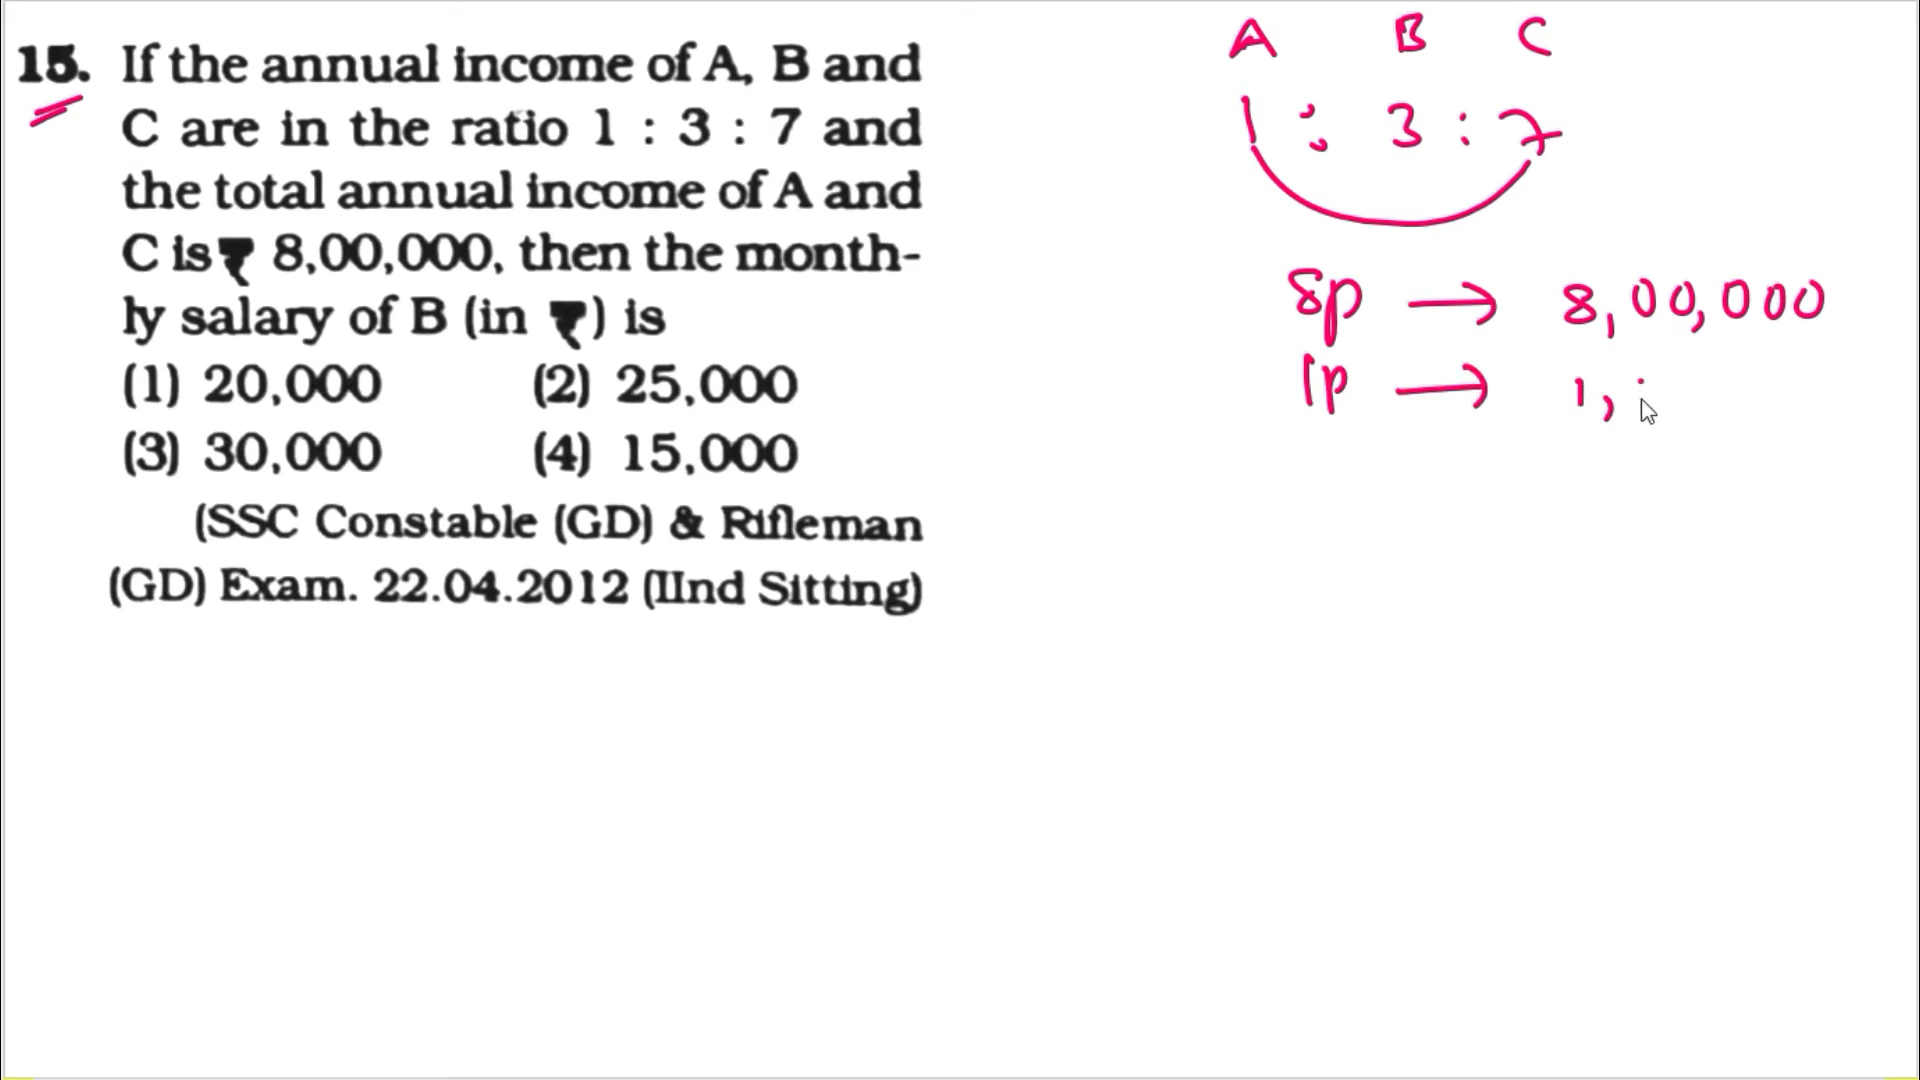 15. If the annual income of A, B and
C are in the ratio 1 : 3 : 7 and
the total annual income of A and
C is ₹ 8,00,000, then the month-
ly salary of B (in ₹) is
(1) 20,000 (2) 25,000
(3) 30,000 (4) 15,000
(SSC Constable (GD) & Rifleman
(GD) Exam. 22.04.2012 (IInd Sitting)
A B C
1 : 3 : 7
8p → 8,00,000
1p → 1,